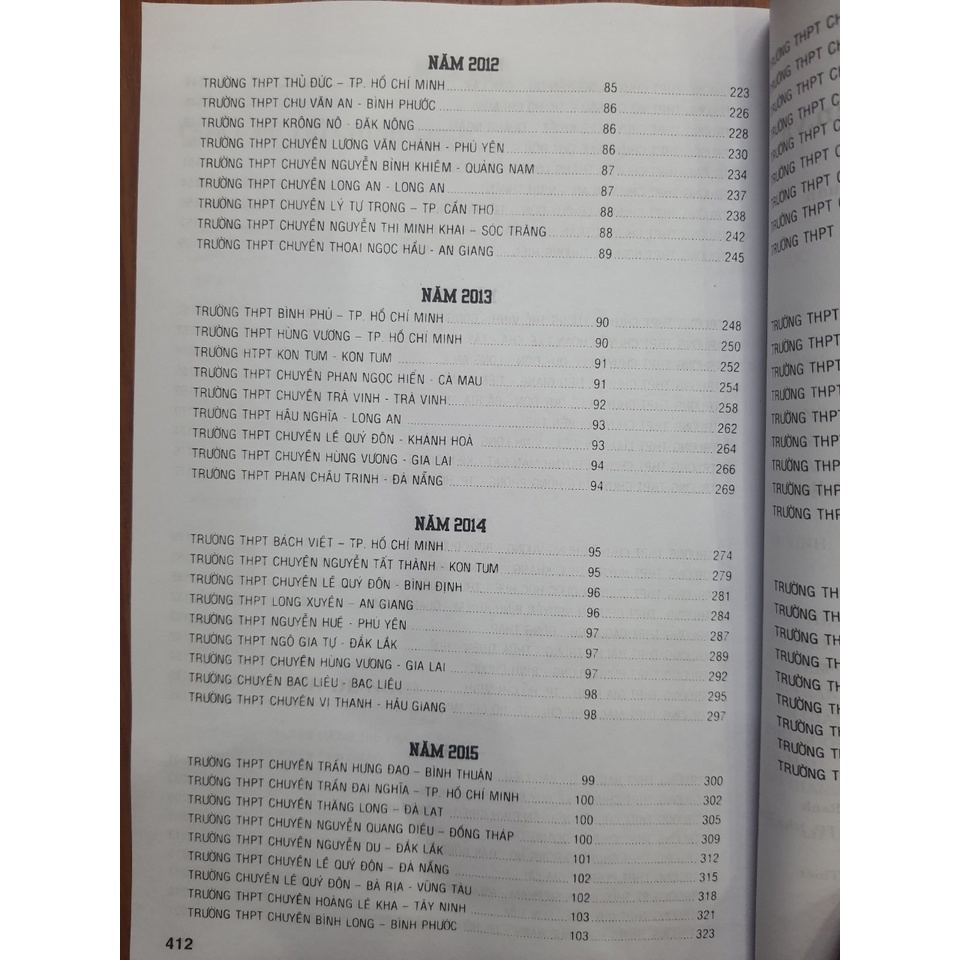 NĂM 2012
TRƯỜNG THPT THỦ ĐỨC – TP. HỒ CHÍ MINH 85 223
TRƯỜNG THPT CHU VĂN AN - BÌNH PHƯỚC 86 226
TRƯỜNG THPT KRÔNG NÔ - ĐĂK NÔNG 86 228
TRƯỜNG THPT CHUYÊN LƯƠNG VĂN CHÁNH - PHÚ YÊN 86 230
TRƯỜNG THPT CHUYÊN NGUYỄN BỈNH KHIÊM - QUẢNG NAM 87 234
TRƯỜNG THPT CHUYÊN LONG AN - LONG AN 87 237
TRƯỜNG THPT CHUYÊN LÝ TỰ TRỌNG – TP. CẦN THƠ 88 238
TRƯỜNG THPT CHUYÊN NGUYỄN THỊ MINH KHAI – SÓC TRĂNG 88 242
TRƯỜNG THPT CHUYÊN THOẠI NGỌC HẦU - AN GIANG 89 245
NĂM 2013
TRƯỜNG THPT BÌNH PHÚ – TP. HỒ CHÍ MINH 90 248
TRƯỜNG THPT HÙNG VƯƠNG – TP. HỒ CHÍ MINH 90 250
TRƯỜNG HTPT KON TUM - KON TUM 91 252
TRƯỜNG THPT CHUYÊN PHAN NGỌC HIỂN - CÀ MAU 91 254
TRƯỜNG THPT CHUYÊN TRÀ VINH - TRÀ VINH 92 258
TRƯỜNG THPT HẬU NGHĨA - LONG AN 93 262
TRƯỜNG THPT CHUYÊN LÊ QUÝ ĐÔN - KHÁNH HOÀ 93 264
TRƯỜNG THPT CHUYÊN HÙNG VƯƠNG - GIA LAI 94 266
TRƯỜNG THPT PHAN CHÂU TRINH - ĐÀ NẴNG 94 269
NĂM 2014
TRƯỜNG THPT BÁCH VIỆT – TP. HỒ CHÍ MINH 95 274
TRƯỜNG THPT CHUYÊN NGUYỄN TẤT THÀNH - KON TUM 95 279
TRƯỜNG THPT CHUYÊN LÊ QUÝ ĐÔN - BÌNH ĐỊNH 96 281
TRƯỜNG THPT LONG XUYÊN – AN GIANG 96 284
TRƯỜNG THPT NGUYỄN HUỆ - PHÚ YÊN 97 287
TRƯỜNG THPT NGÔ GIA TỰ - ĐẮK LẮK 97 289
TRƯỜNG THPT CHUYÊN HÙNG VƯƠNG - GIA LAI 97 292
TRƯỜNG CHUYÊN BẠC LIÊU - BẠC LIÊU 98 295
TRƯỜNG THPT CHUYÊN VỊ THANH - HẬU GIANG 98 297
NĂM 2015
TRƯỜNG THPT CHUYÊN TRẦN HƯNG ĐẠO – BÌNH THUẬN 99 300
TRƯỜNG THPT CHUYÊN TRẦN ĐẠI NGHĨA – TP. HỒ CHÍ MINH 100 302
TRƯỜNG THPT CHUYÊN THĂNG LONG – ĐÀ LẠT 100 305
TRƯỜNG THPT CHUYÊN NGUYỄN QUANG DIÊU – ĐỒNG THÁP 100 309
TRƯỜNG THPT CHUYÊN NGUYỄN DU – ĐẮK LẮK 101 312
TRƯỜNG THPT CHUYÊN LÊ QUÝ ĐÔN – ĐÀ NẴNG 102 315
TRƯỜNG CHUYÊN LÊ QUÝ ĐÔN – BÀ RỊA - VŨNG TÀU 102 318
TRƯỜNG THPT CHUYÊN HOÀNG LÊ KHA – TÂY NINH 103 321
TRƯỜNG THPT CHUYÊN BÌNH LONG – BÌNH PHƯỚC 103 323
412